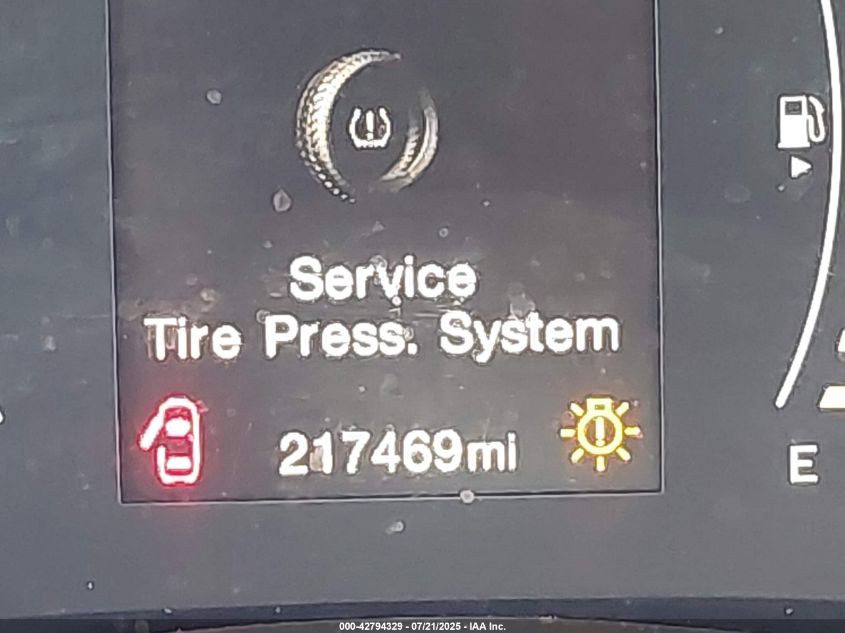 Service
Tire Press. System
217469mi
E
000-42794329 - 07/21/2025 - IAA Inc.